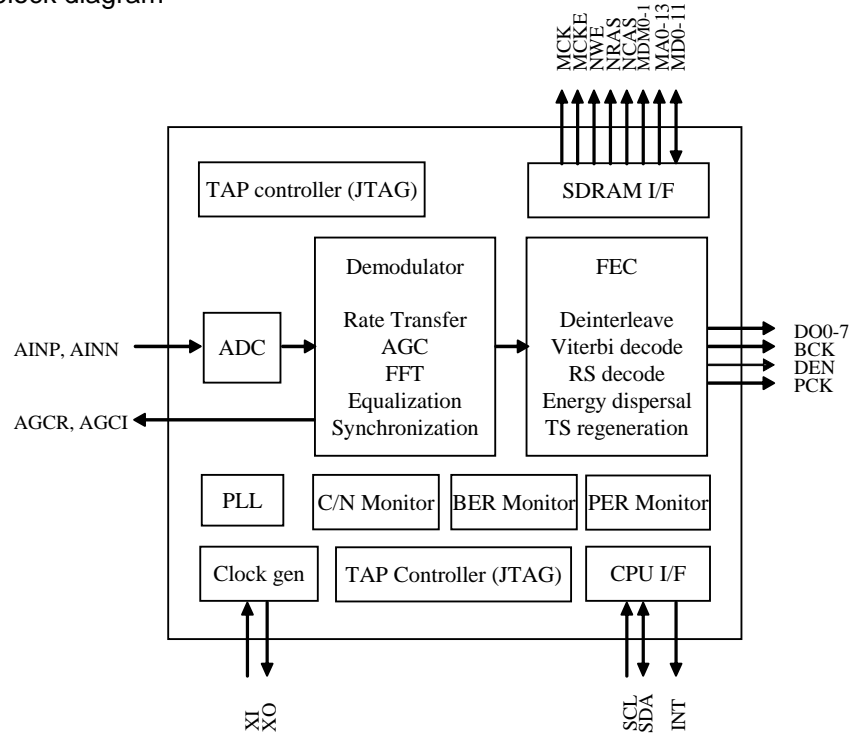 block diagram
MCK
MCKE
NWE
NRAS
NCAS
MDM0-1
MA0-13
MD0-11
TAP controller (JTAG)
SDRAM I/F
Demodulator
Rate Transfer
AGC
FFT
Equalization
Synchronization
FEC
Deinterleave
Viterbi decode
RS decode
Energy dispersal
TS regeneration
AINP, AINN
ADC
AGCR, AGCI
DO0-7
BCK
DEN
PCK
PLL
C/N Monitor
BER Monitor
PER Monitor
Clock gen
TAP Controller (JTAG)
CPU I/F
XI
XO
SCL
SDA
INT